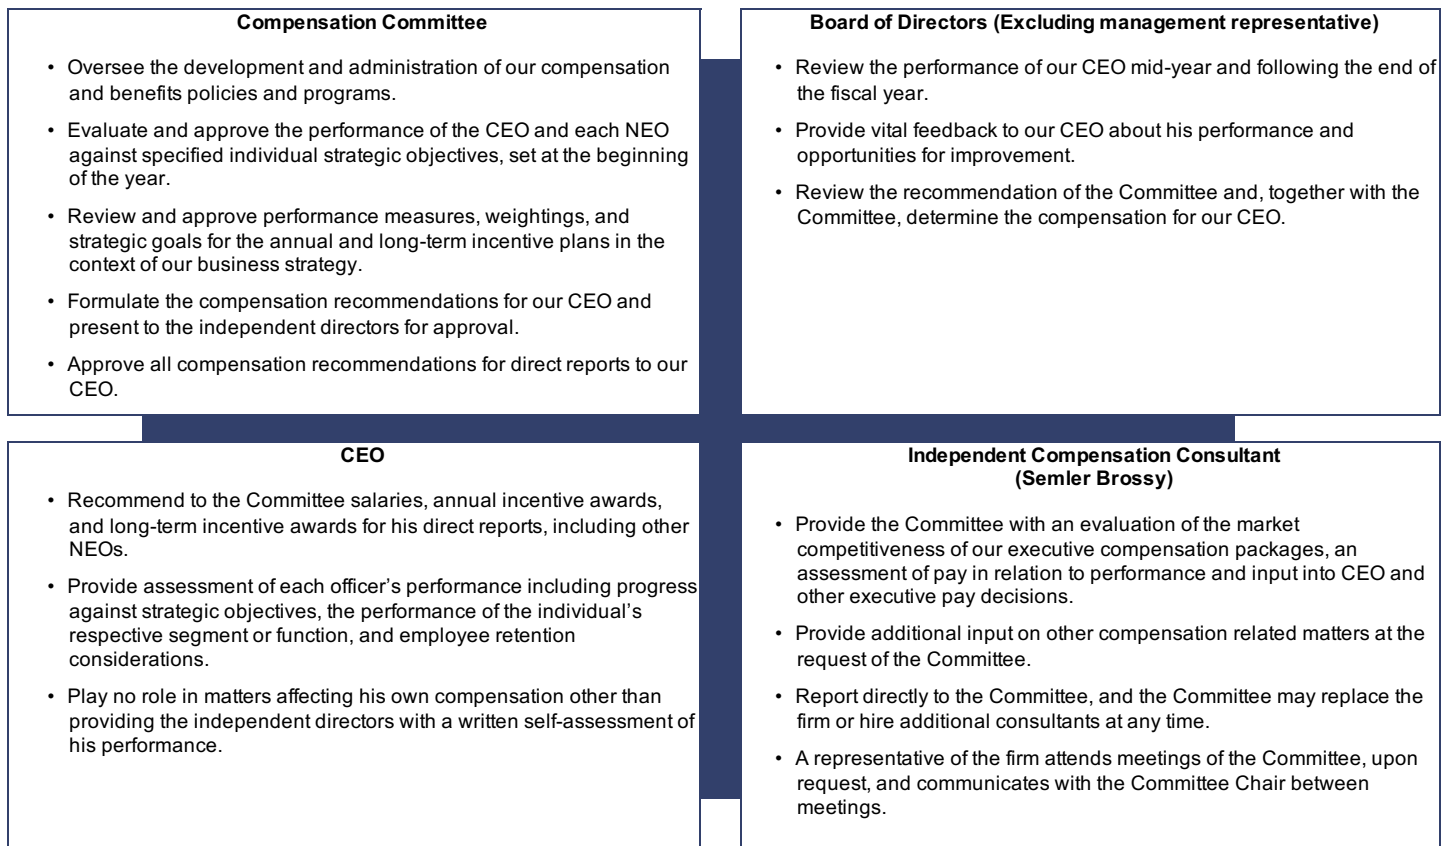 Compensation Committee
• Oversee the development and administration of our compensation
and benefits policies and programs.
• Evaluate and approve the performance of the CEO and each NEO
against specified individual strategic objectives, set at the beginning
of the year.
• Review and approve performance measures, weightings, and
strategic goals for the annual and long-term incentive plans in the
context of our business strategy.
• Formulate the compensation recommendations for our CEO and
present to the independent directors for approval.
• Approve all compensation recommendations for direct reports to our
CEO.
Board of Directors (Excluding management representative)
• Review the performance of our CEO mid-year and following the end of
the fiscal year.
• Provide vital feedback to our CEO about his performance and
opportunities for improvement.
• Review the recommendation of the Committee and, together with the
Committee, determine the compensation for our CEO.
CEO
• Recommend to the Committee salaries, annual incentive awards,
and long-term incentive awards for his direct reports, including other
NEOs.
• Provide assessment of each officer’s performance including progress
against strategic objectives, the performance of the individual’s
respective segment or function, and employee retention
considerations.
• Play no role in matters affecting his own compensation other than
providing the independent directors with a written self-assessment of
his performance.
Independent Compensation Consultant
(Semler Brossy)
• Provide the Committee with an evaluation of the market
competitiveness of our executive compensation packages, an
assessment of pay in relation to performance and input into CEO and
other executive pay decisions.
• Provide additional input on other compensation related matters at the
request of the Committee.
• Report directly to the Committee, and the Committee may replace the
firm or hire additional consultants at any time.
• A representative of the firm attends meetings of the Committee, upon
request, and communicates with the Committee Chair between
meetings.